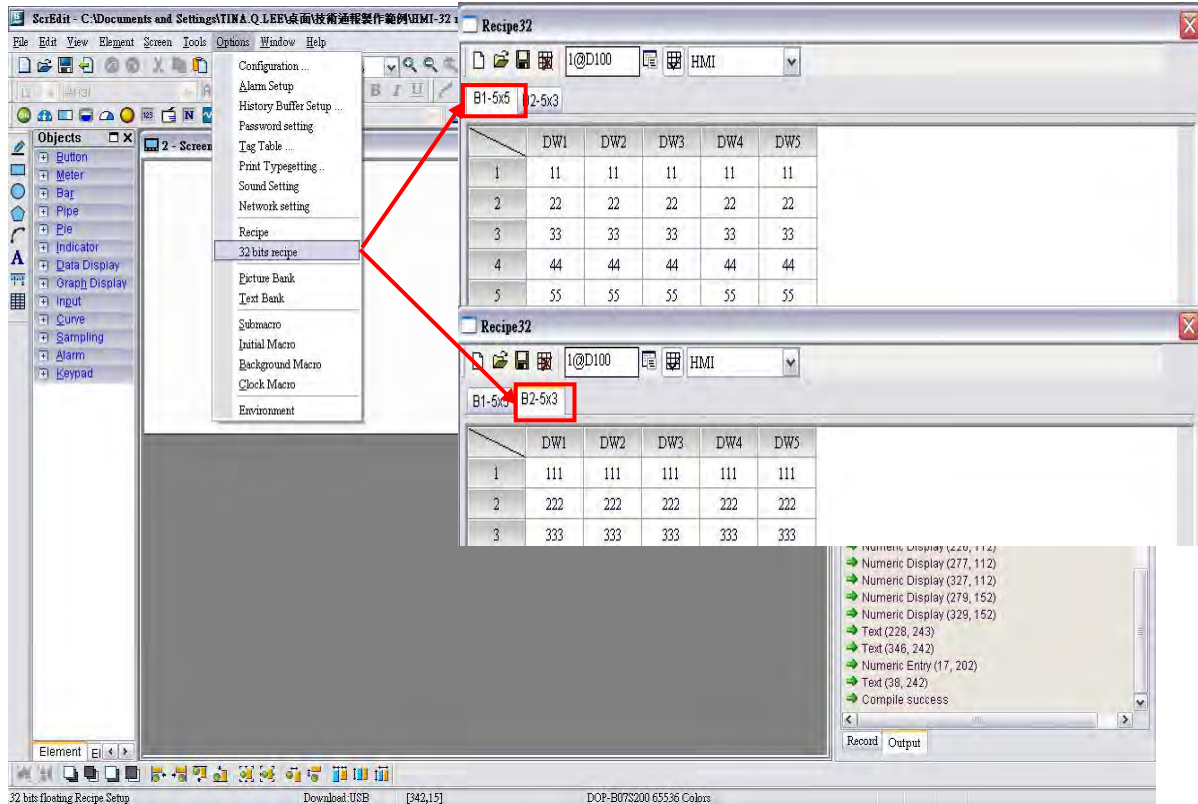 ScrEdit - C:\Documents and Settings\TINA.Q.LEE\桌面\技術通報製作範例\HMI-32
File Edit View Element Screen Tools Options Window Help
Arial
B I U
Objects
Button
Meter
Bar
Pipe
Pie
Indicator
Data Display
Graph Display
Input
Curve
Sampling
Alarm
Keypad
2 - Screen
Configuration ...
Alarm Setup
History Buffer Setup ...
Password setting
Tag Table ...
Print Typesetting ..
Sound Setting
Network setting
Recipe
32 bits recipe
Picture Bank
Text Bank
Submacro
Initial Macro
Background Macro
Clock Macro
Environment
Recipe32
1@D100 HMI
B1-5x5 B2-5x3
DW1 DW2 DW3 DW4 DW5
1 11 11 11 11 11
2 22 22 22 22 22
3 33 33 33 33 33
4 44 44 44 44 44
5 55 55 55 55 55
Recipe32
1@D100 HMI
B1-5x5 B2-5x3
DW1 DW2 DW3 DW4 DW5
1 111 111 111 111 111
2 222 222 222 222 222
3 333 333 333 333 333
Numeric Display (226, 112)
Numeric Display (277, 112)
Numeric Display (327, 112)
Numeric Display (279, 152)
Numeric Display (329, 152)
Text (228, 243)
Text (346, 242)
Numeric Entry (17, 202)
Text (38, 242)
Compile success
Record Output
Element El
32 bits floating Recipe Setup Download:USB [342,15] DOP-B07S200 65536 Colors